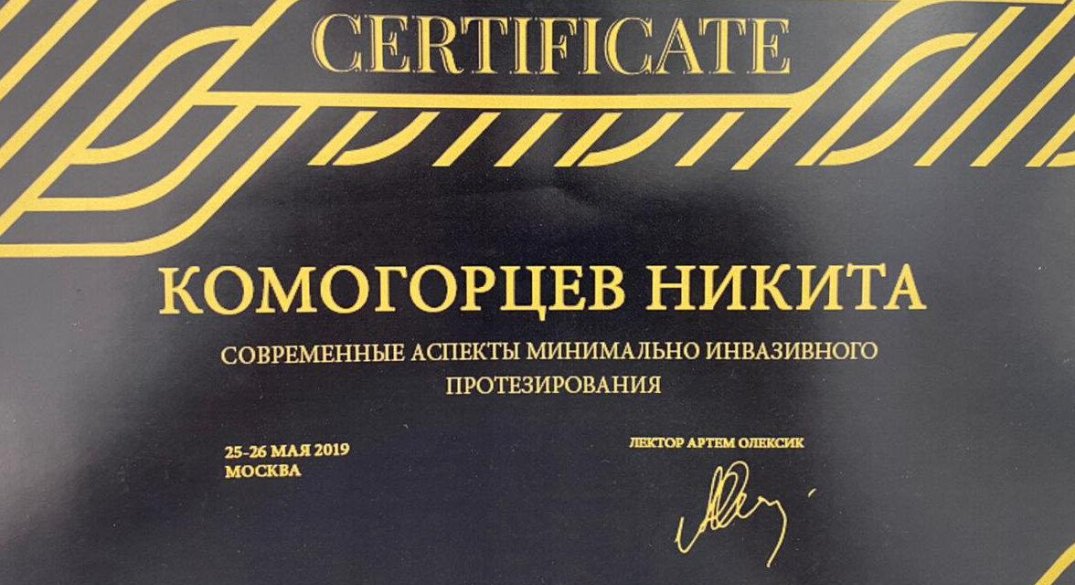 CERTIFICATE
КОМОГОРЦЕВ НИКИТА
СОВРЕМЕННЫЕ АСПЕКТЫ МИНИМАЛЬНО ИНВАЗИВНОГО
ПРОТЕЗИРОВАНИЯ
25-26 МАЯ 2019
МОСКВА
ЛЕКТОР АРТЕМ ОЛЕКСИК